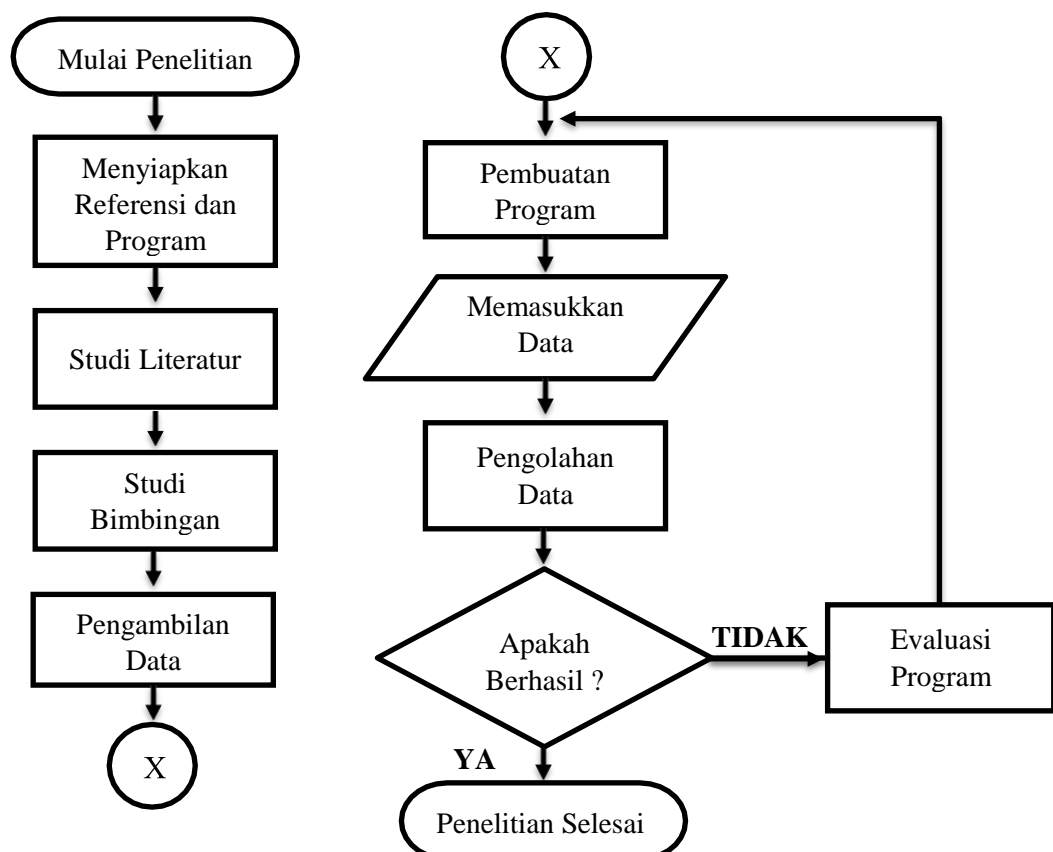 Mulai Penelitian
Menyiapkan
Referensi dan
Program
Studi Literatur
Studi
Bimbingan
Pengambilan
Data
X
X
Pembuatan
Program
Memasukkan
Data
Pengolahan
Data
Apakah
Berhasil ?
TIDAK
Evaluasi
Program
YA
Penelitian Selesai